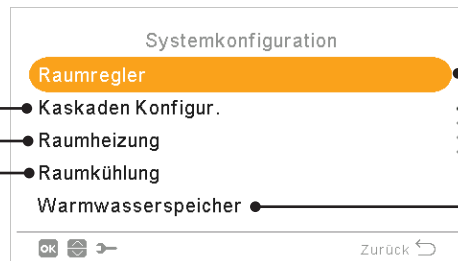 Systemkonfiguration
Raumregler
Kaskaden Konfigur.
Raumheizung
Raumkühlung
Warmwasserspeicher
OK Zurück